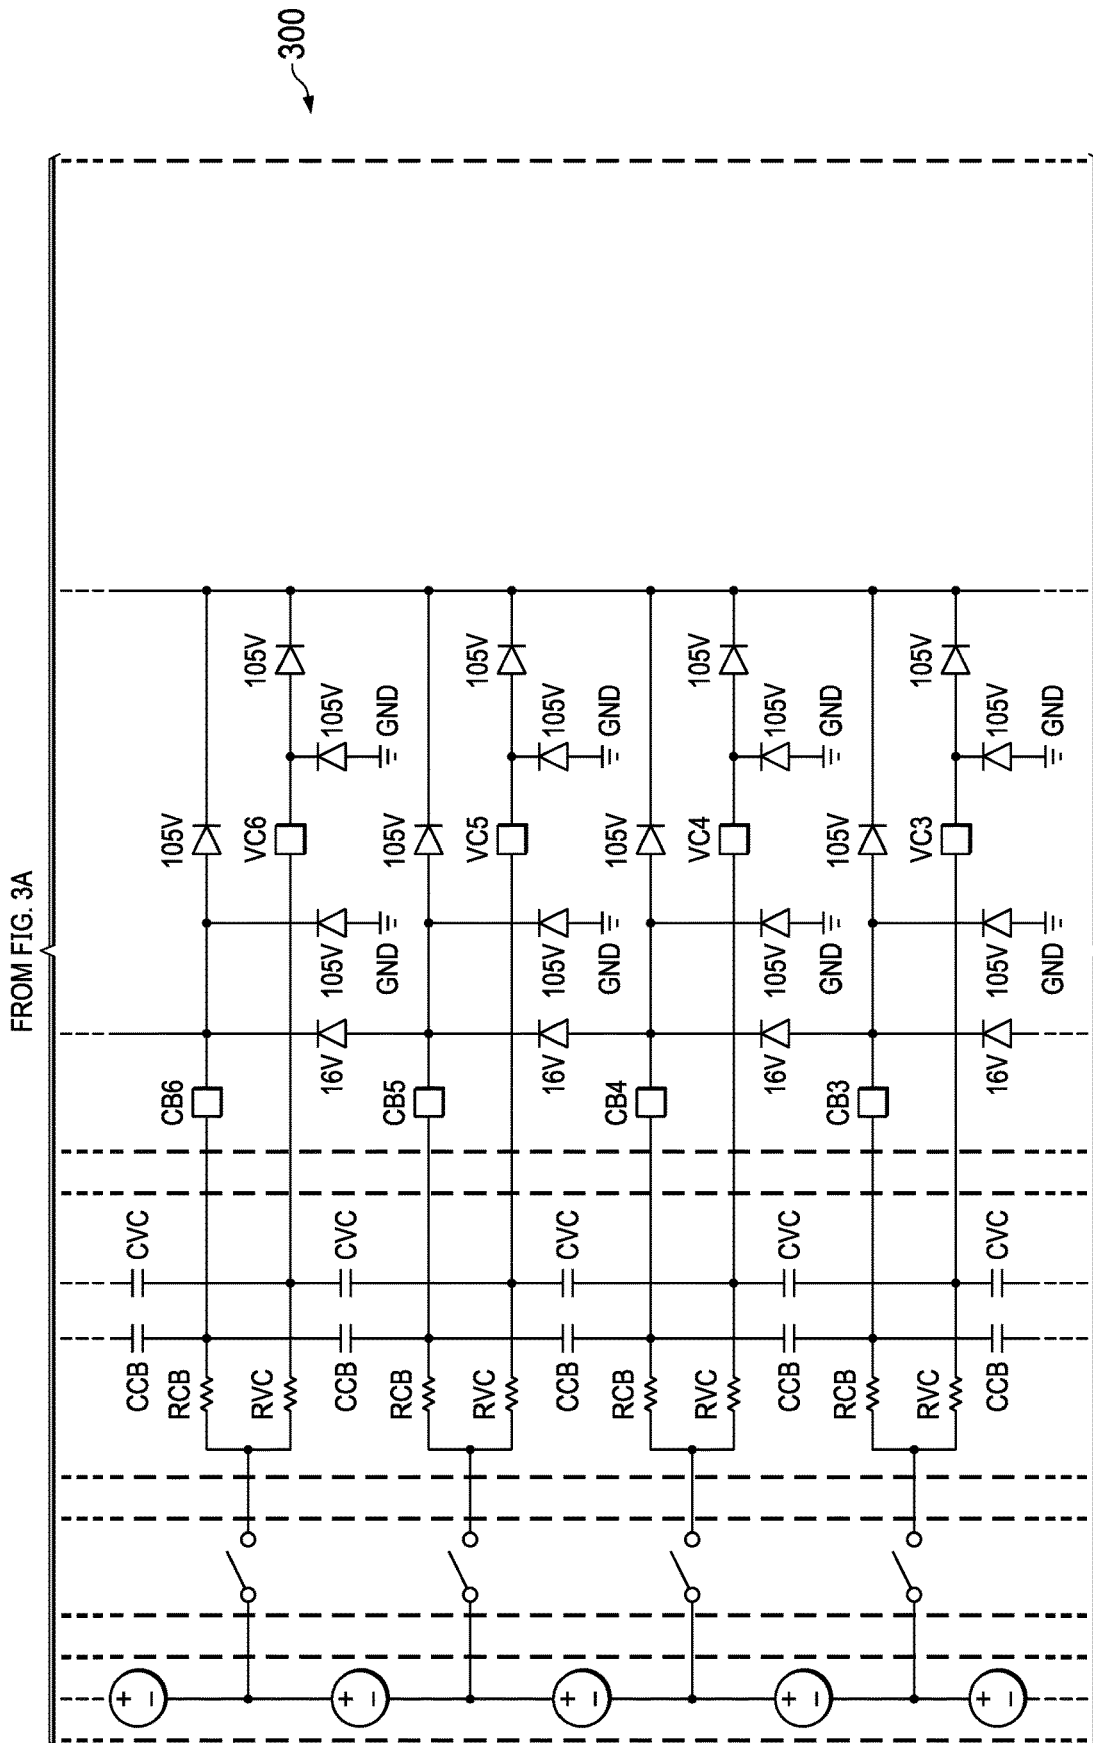 300
FROM FIG. 3A
105V
105V
105V
GND
VC6
105V
GND
16V
CB6
CVC
CVC
CCB
RCB
RVC
CCB
105V
105V
105V
GND
VC5
105V
GND
16V
CB5
CVC
RCB
RVC
CCB
105V
105V
105V
GND
VC4
105V
GND
16V
CB4
CVC
RCB
RVC
CCB
105V
105V
105V
GND
VC3
105V
GND
16V
CB3
CVC
RCB
RVC
CCB